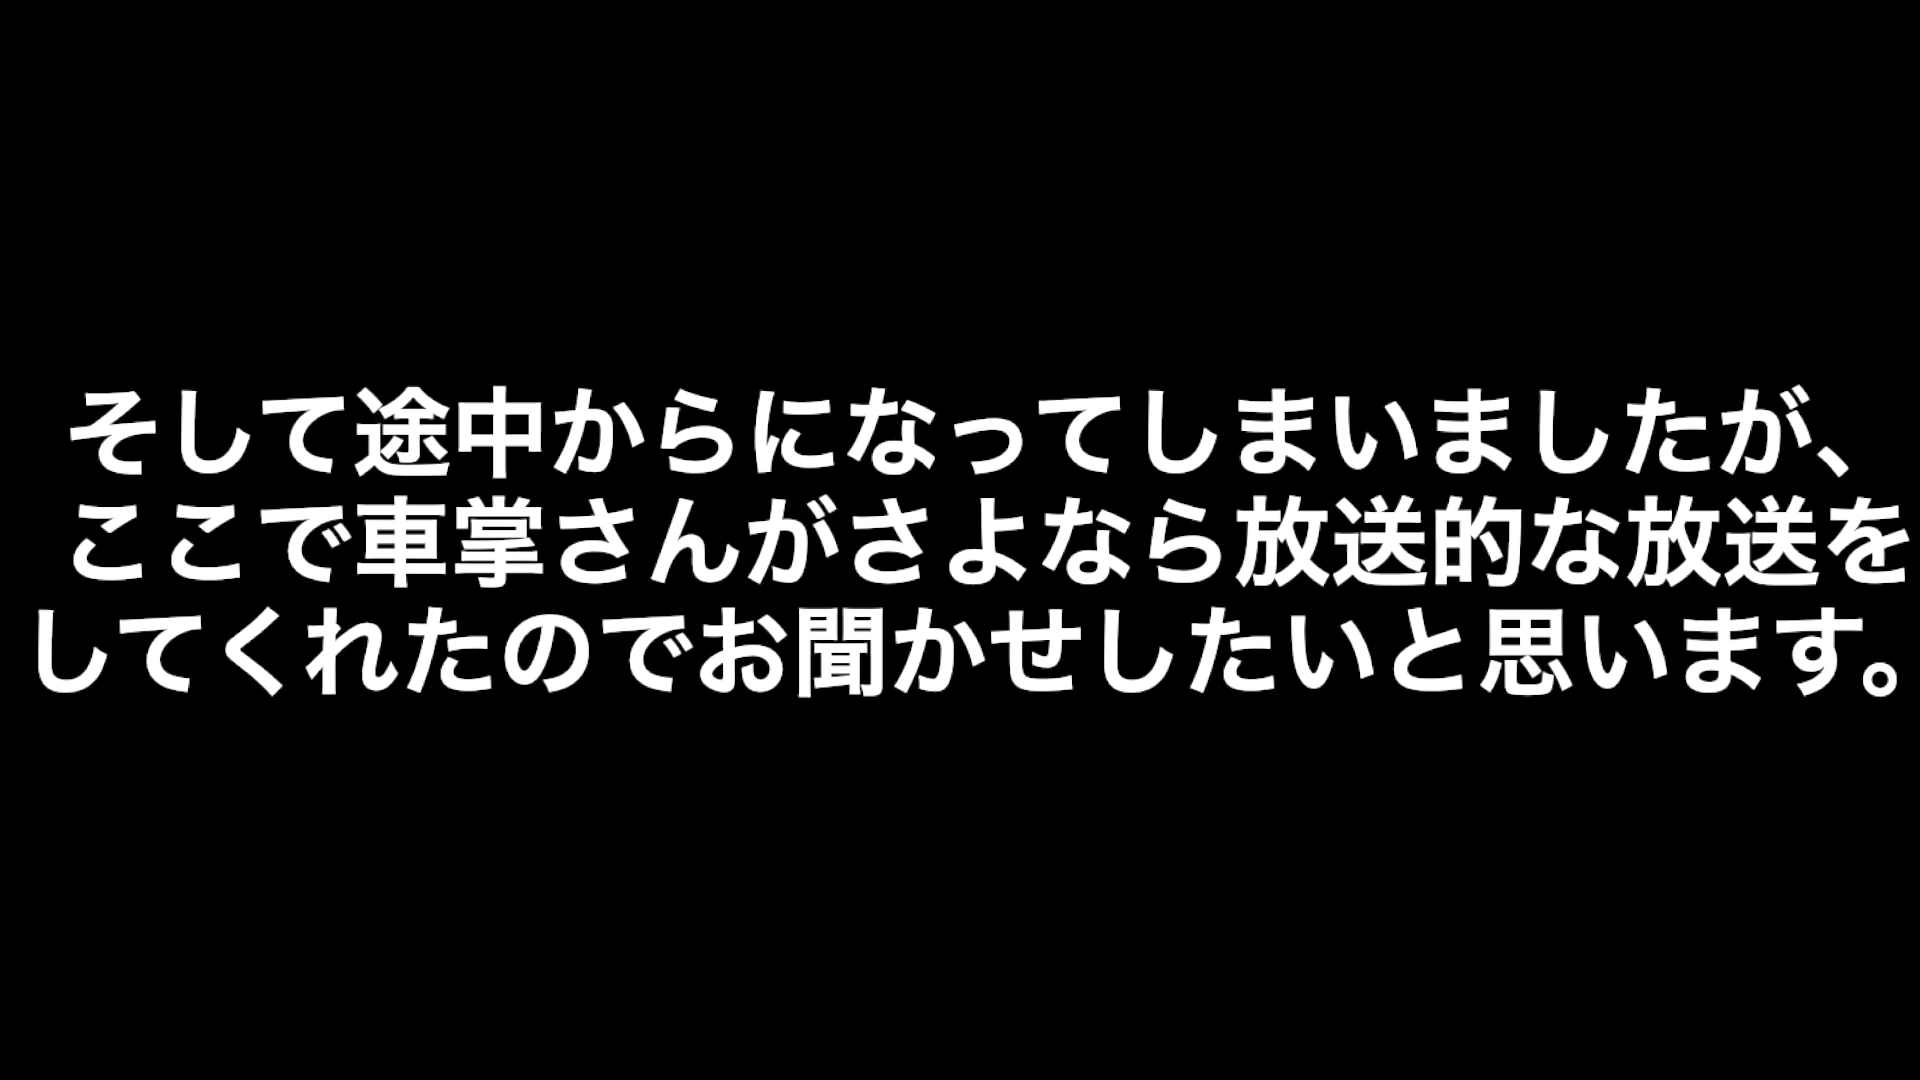 そして途中からになってしまいましたが、
ここで車掌さんがさよなら放送的な放送を
してくれたのでお聞かせしたいと思います。